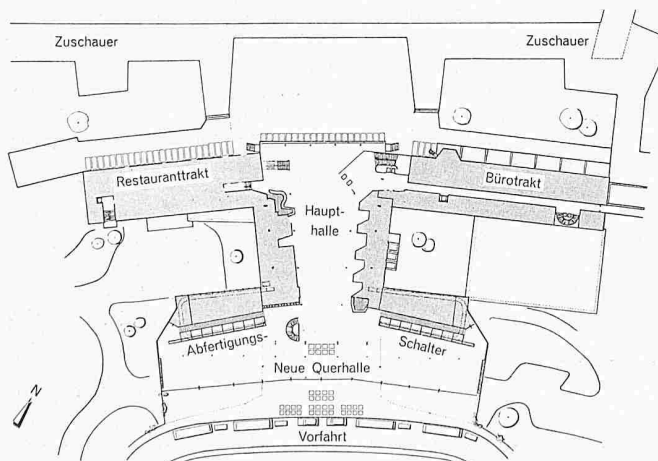 Zuschauer
Zuschauer
Restauranttrakt
Bürotrakt
Haupt-
halle
Abfertigungs-
Schalter
Neue Querhalle
Vorfahrt
N